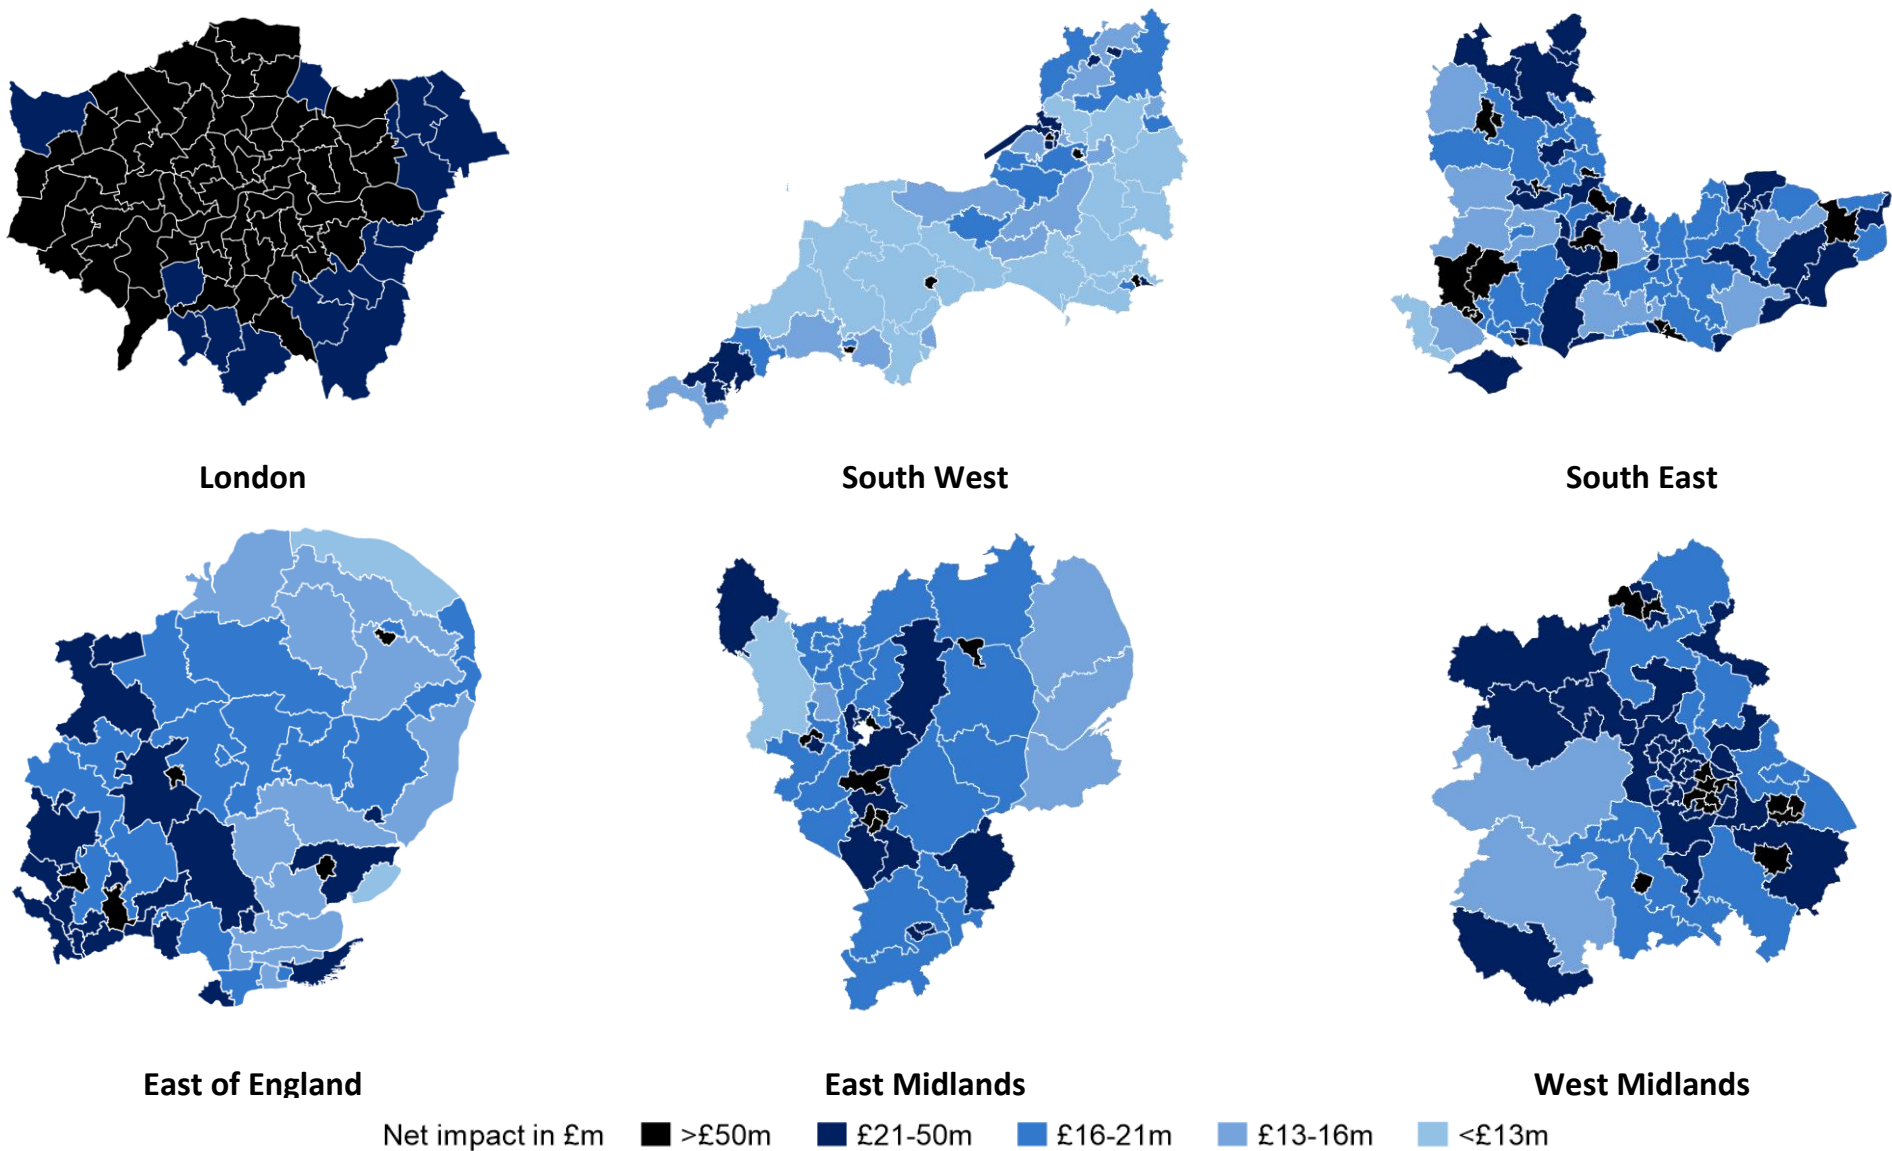 London
South West
South East
East of England
East Midlands
West Midlands
Net impact in £m >£50m £21-50m £16-21m £13-16m <£13m